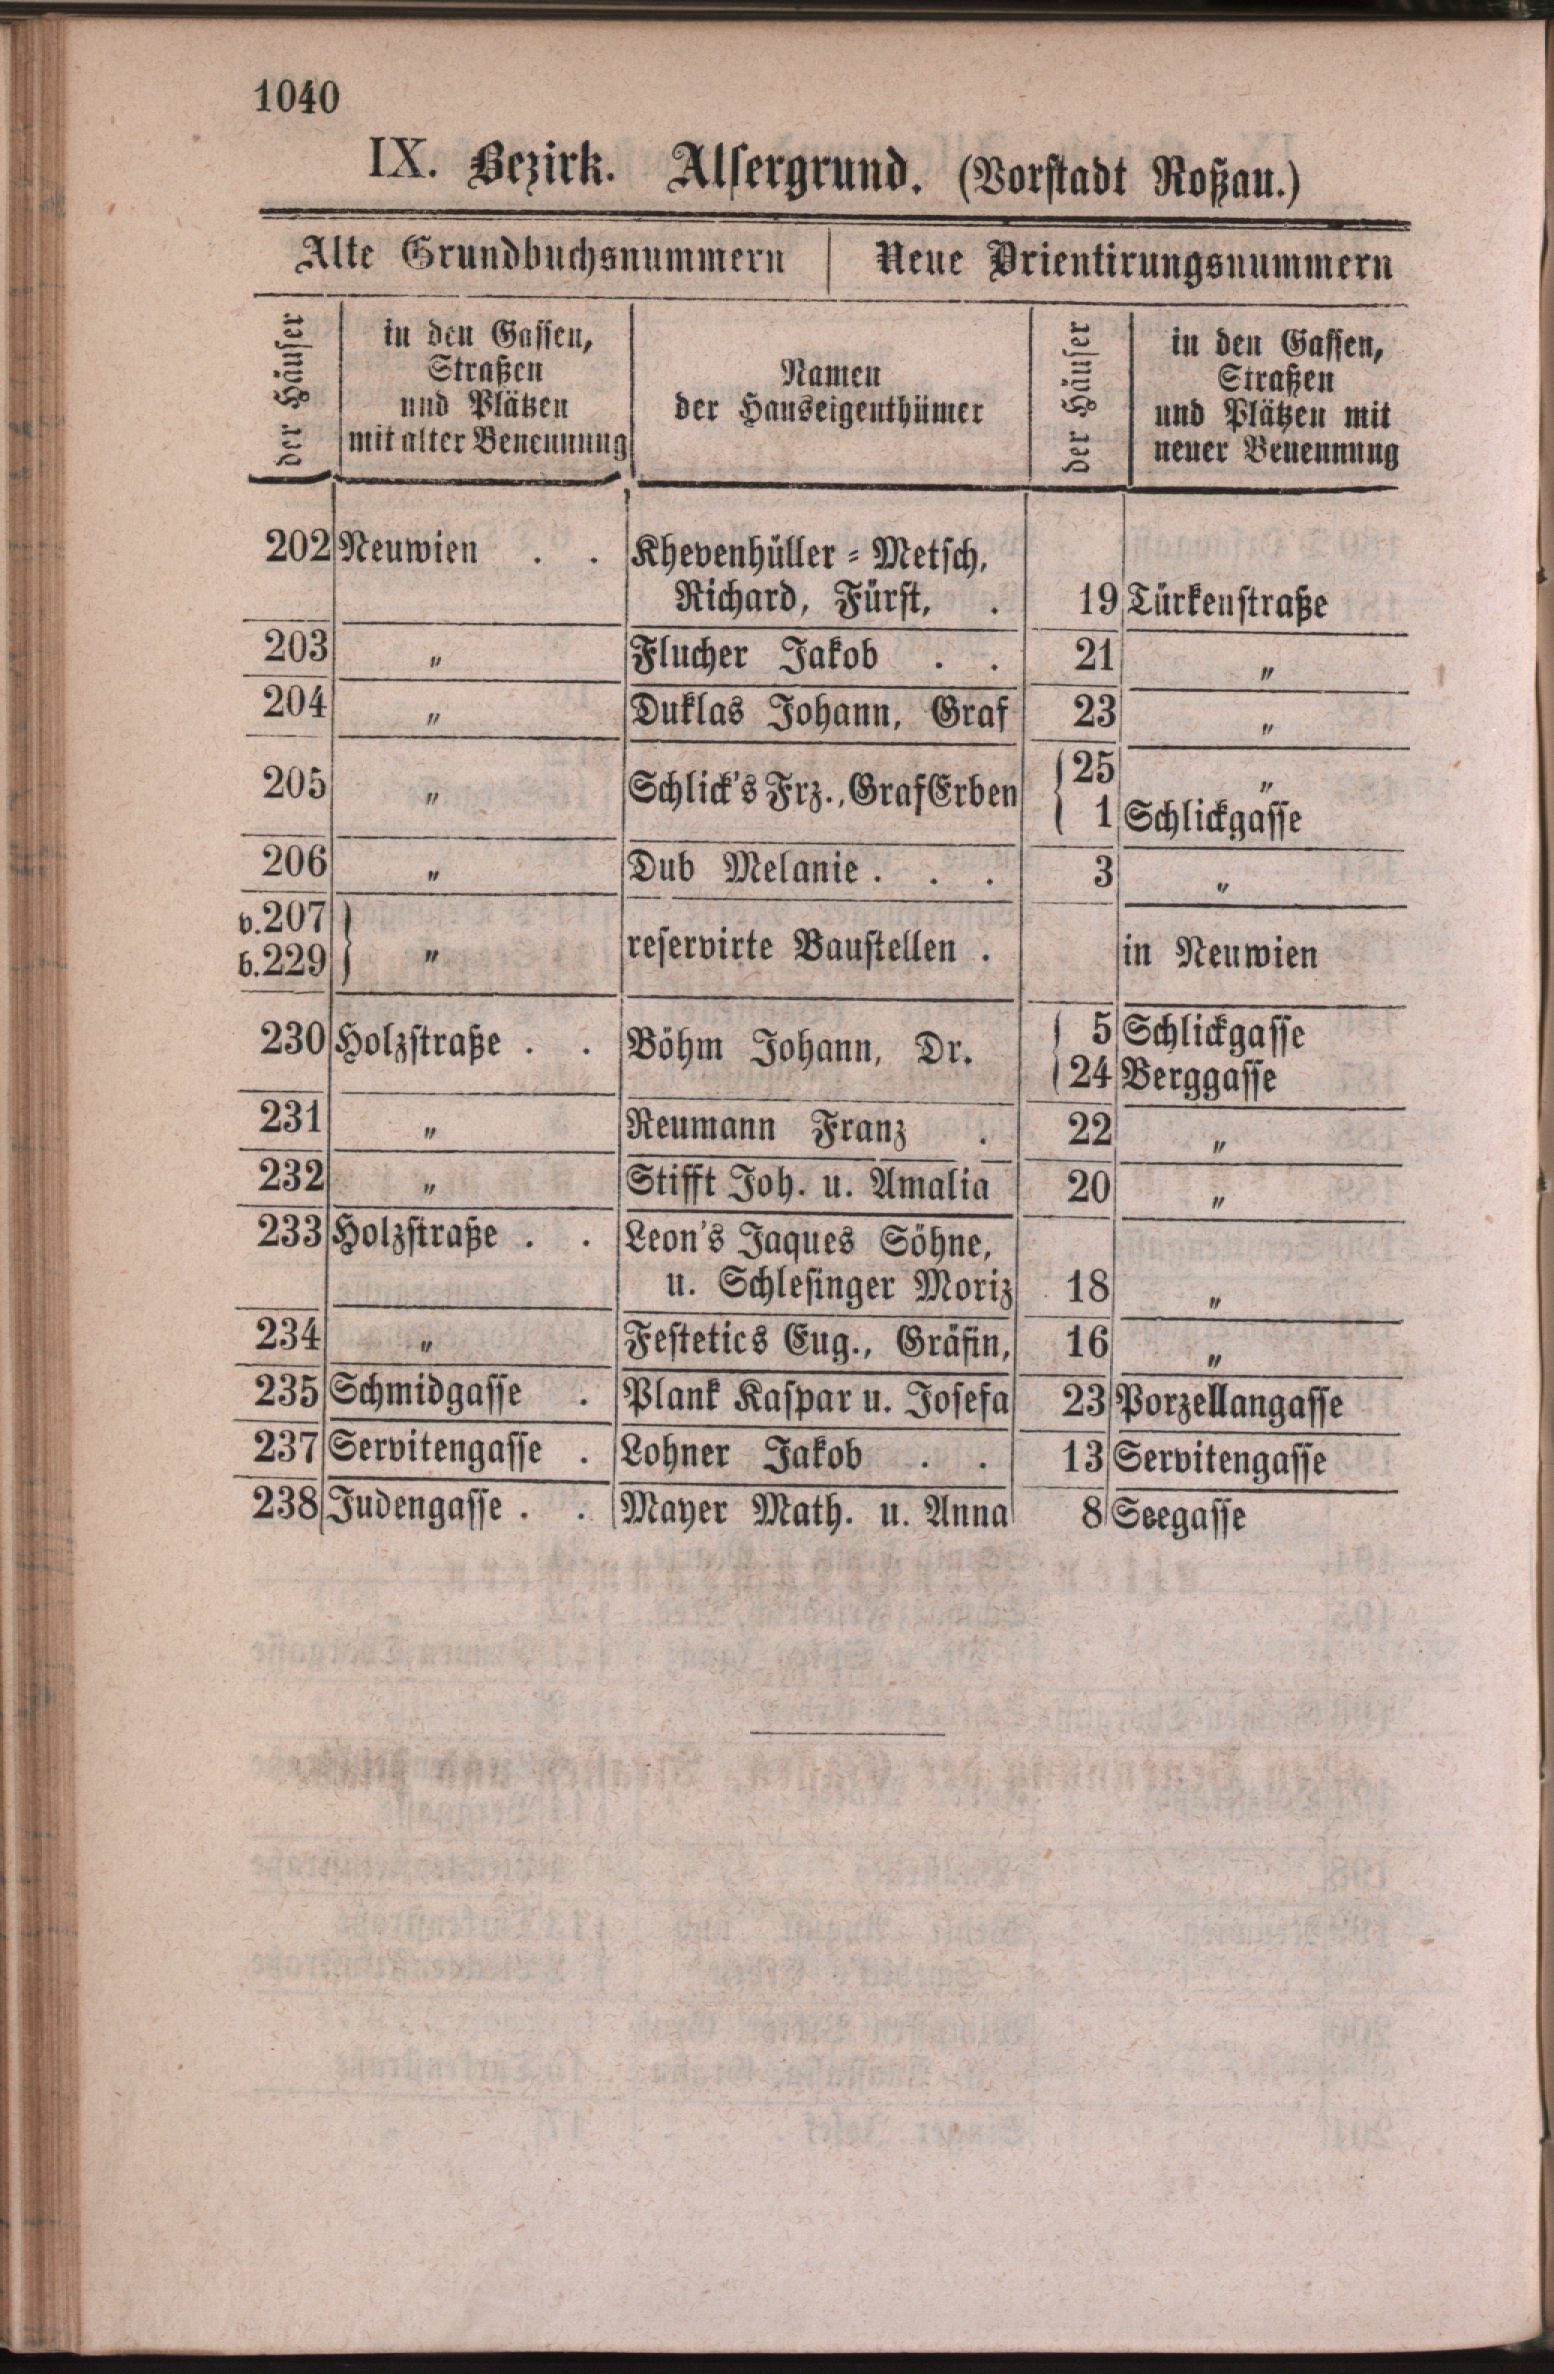 1040
IX. Bezirk. Alsergrund. (Vorstadt Roßau.)
Alte Grundbuchsnummern | Neue Orientirungsnummern
der Häuser
in den Gassen,
Straßen
und Plätzen
mit alter Benennung
Namen
der Hauseigenthümer
der Häuser
in den Gassen,
Straßen
und Plätzen mit
neuer Benennung
202 Neuwien . . Khevenhüller-Metsch,
Richard, Fürst, . 19 Türkenstraße
203 „ Flucher Jakob . . 21 „
204 „ Duklas Johann, Graf 23 „
205 „ Schlick's Frz., Graf Erben { 25 „
{ 1 Schlickgasse
206 „ Dub Melanie . . . 3 „
v. 207 }
b. 229 } „ reservirte Baustellen . in Neuwien
230 Holzstraße . . Böhm Johann, Dr. { 5 Schlickgasse
{ 24 Berggasse
231 „ Neumann Franz . 22 „
232 „ Stifft Joh. u. Amalia 20 „
233 Holzstraße . . Leon's Jaques Söhne,
u. Schlesinger Moriz 18 „
234 „ Festetics Eug., Gräfin, 16 „
235 Schmidgasse . Plank Kaspar u. Josefa 23 Porzellangasse
237 Servitengasse . Lohner Jakob . . 13 Servitengasse
238 Judengasse . . Mayer Math. u. Anna 8 Seegasse